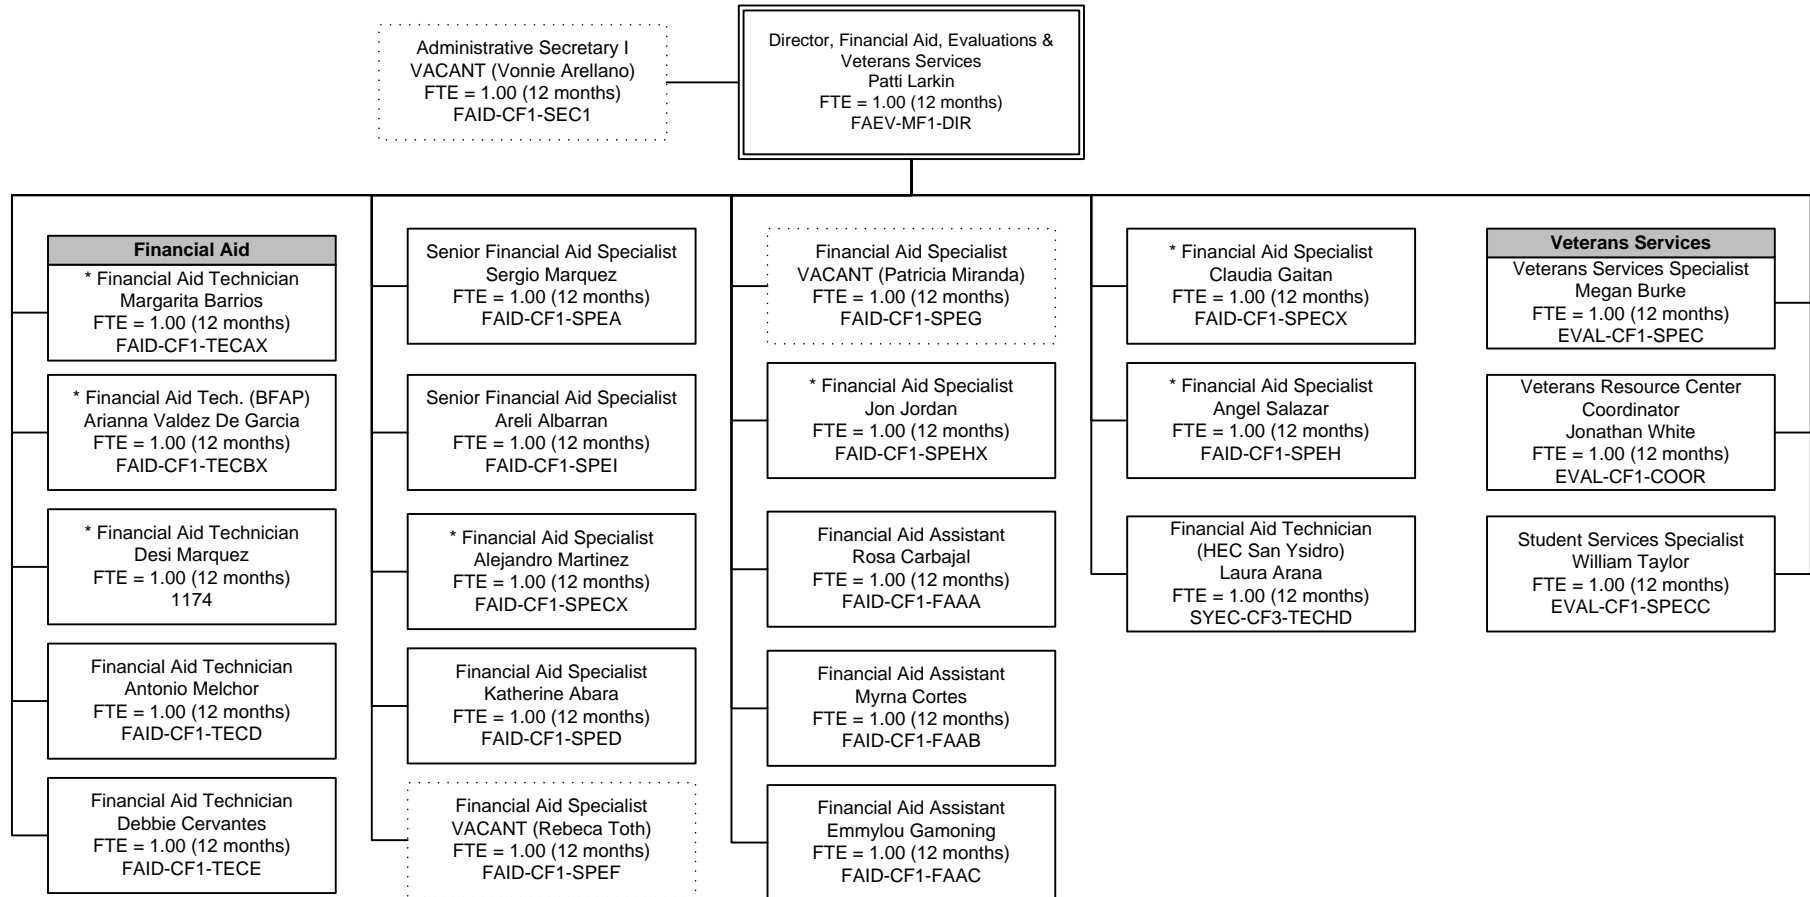 Administrative Secretary I
VACANT (Vonnie Arellano)
FTE = 1.00 (12 months)
FAID-CF1-SEC1
Director, Financial Aid, Evaluations &
Veterans Services
Patti Larkin
FTE = 1.00 (12 months)
FAEV-MF1-DIR
Financial Aid
* Financial Aid Technician
Margarita Barrios
FTE = 1.00 (12 months)
FAID-CF1-TECAX
* Financial Aid Tech. (BFAP)
Arianna Valdez De Garcia
FTE = 1.00 (12 months)
FAID-CF1-TECBX
* Financial Aid Technician
Desi Marquez
FTE = 1.00 (12 months)
1174
Financial Aid Technician
Antonio Melchor
FTE = 1.00 (12 months)
FAID-CF1-TECD
Financial Aid Technician
Debbie Cervantes
FTE = 1.00 (12 months)
FAID-CF1-TECE
Senior Financial Aid Specialist
Sergio Marquez
FTE = 1.00 (12 months)
FAID-CF1-SPEA
Senior Financial Aid Specialist
Areli Albarran
FTE = 1.00 (12 months)
FAID-CF1-SPEI
* Financial Aid Specialist
Alejandro Martinez
FTE = 1.00 (12 months)
FAID-CF1-SPECX
Financial Aid Specialist
Katherine Abara
FTE = 1.00 (12 months)
FAID-CF1-SPED
Financial Aid Specialist
VACANT (Rebeca Toth)
FTE = 1.00 (12 months)
FAID-CF1-SPEF
Financial Aid Specialist
VACANT (Patricia Miranda)
FTE = 1.00 (12 months)
FAID-CF1-SPEG
* Financial Aid Specialist
Jon Jordan
FTE = 1.00 (12 months)
FAID-CF1-SPEHX
Financial Aid Assistant
Rosa Carbajal
FTE = 1.00 (12 months)
FAID-CF1-FAAA
Financial Aid Assistant
Myrna Cortes
FTE = 1.00 (12 months)
FAID-CF1-FAAB
Financial Aid Assistant
Emmylou Gamoning
FTE = 1.00 (12 months)
FAID-CF1-FAAC
* Financial Aid Specialist
Claudia Gaitan
FTE = 1.00 (12 months)
FAID-CF1-SPECX
* Financial Aid Specialist
Angel Salazar
FTE = 1.00 (12 months)
FAID-CF1-SPEH
Financial Aid Technician
(HEC San Ysidro)
Laura Arana
FTE = 1.00 (12 months)
SYEC-CF3-TECHD
Veterans Services
Veterans Services Specialist
Megan Burke
FTE = 1.00 (12 months)
EVAL-CF1-SPEC
Veterans Resource Center
Coordinator
Jonathan White
FTE = 1.00 (12 months)
EVAL-CF1-COOR
Student Services Specialist
William Taylor
FTE = 1.00 (12 months)
EVAL-CF1-SPECC